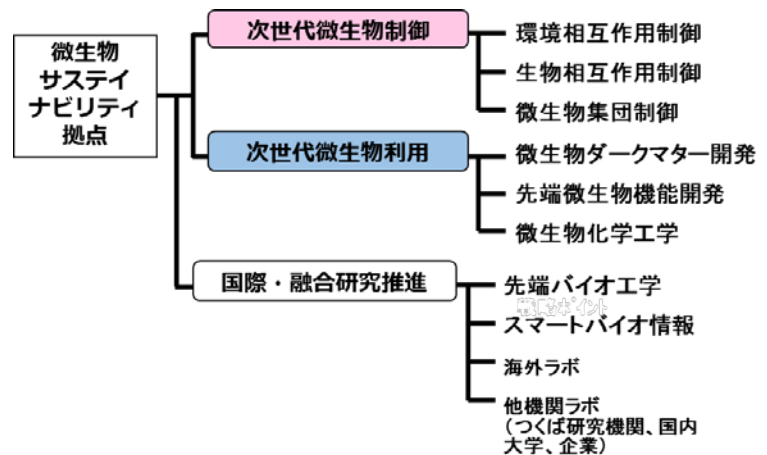 微生物
サステイ
ナビリティ
拠点
次世代微生物制御
環境相互作用制御
生物相互作用制御
微生物集団制御
次世代微生物利用
微生物ダークマター開発
先端微生物機能開発
微生物化学工学
国際・融合研究推進
先端バイオ工学
戦略ポイント
スマートバイオ情報
海外ラボ
他機関ラボ
（つくば研究機関、国内
大学、企業）